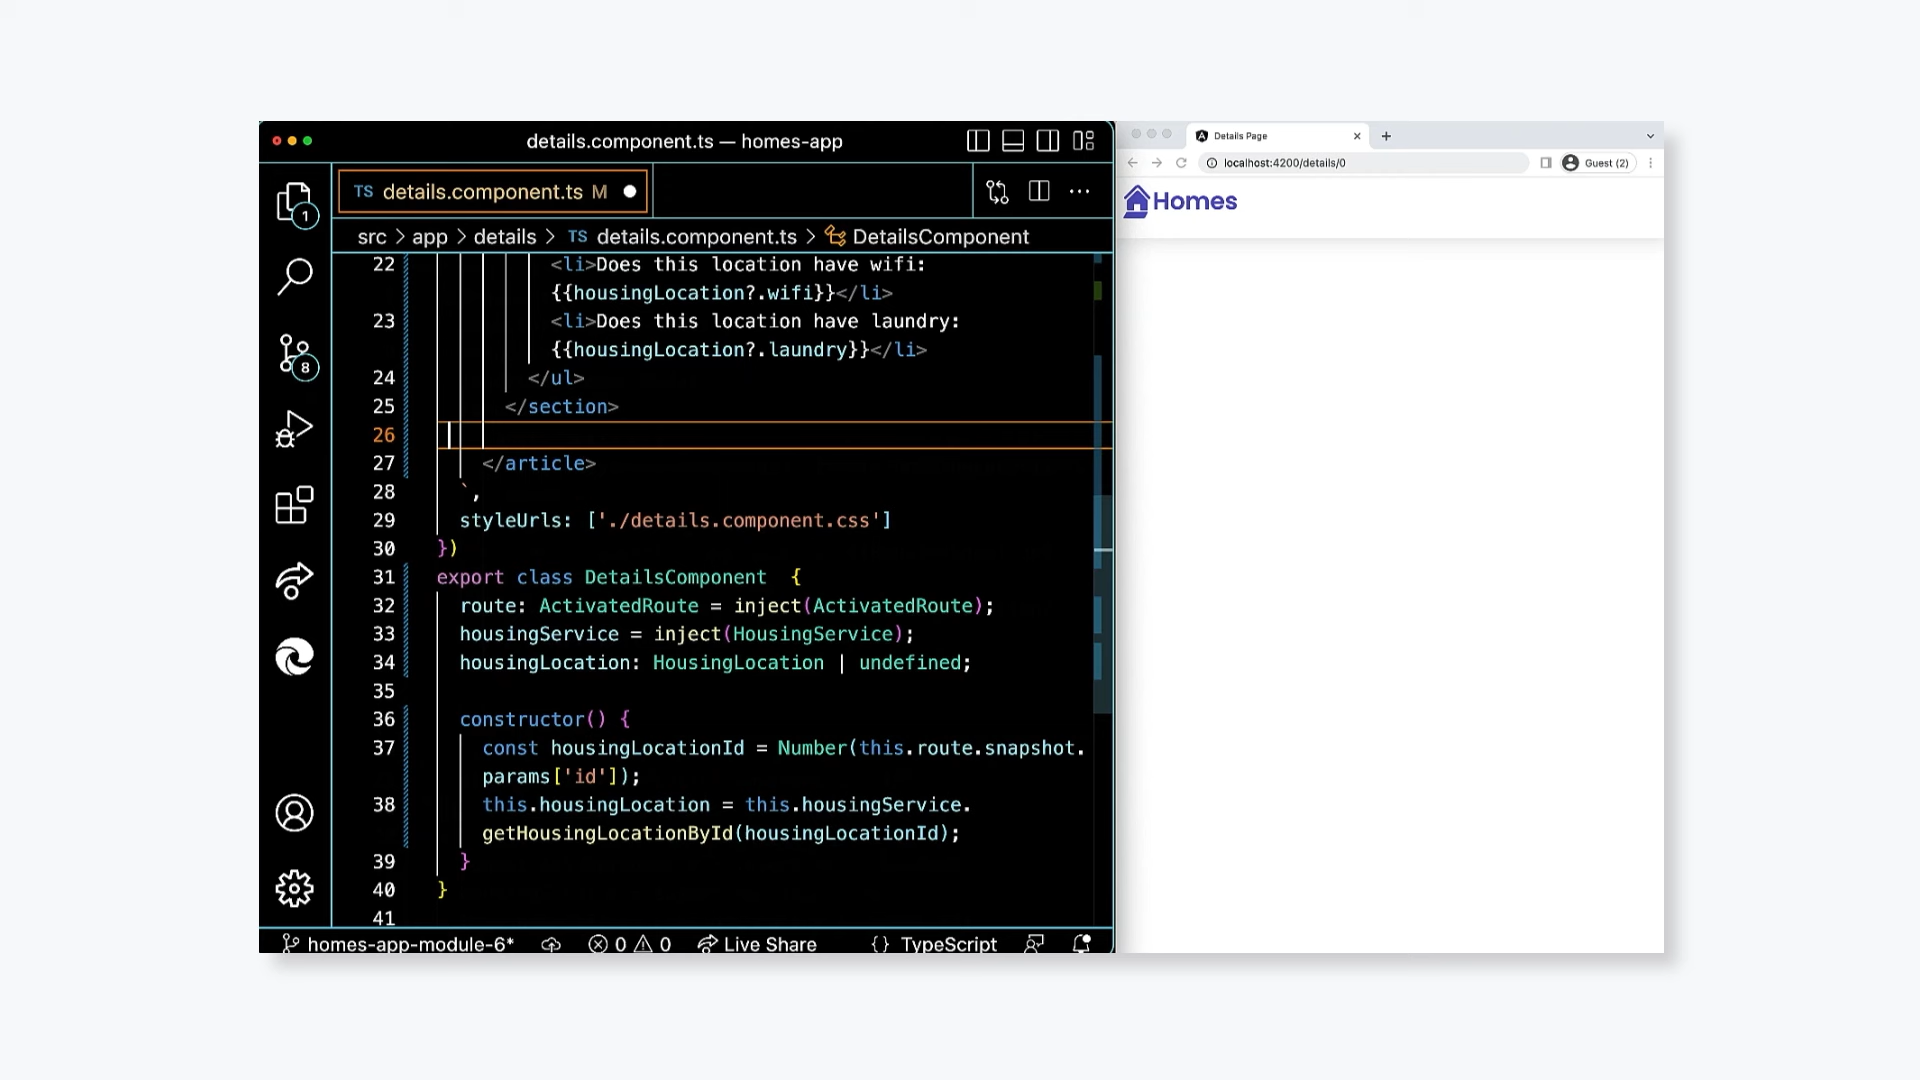 details.component.ts — homes-app
TS details.component.ts M
src > app > details > TS details.component.ts > DetailsComponent
1
8
22 <li>Does this location have wifi:
{{housingLocation?.wifi}}</li>
23 <li>Does this location have laundry:
{{housingLocation?.laundry}}</li>
24 </ul>
25 </section>
26
27 </article>
28 `,
29 styleUrls: ['./details.component.css']
30 })
31 export class DetailsComponent  {
32 route: ActivatedRoute = inject(ActivatedRoute);
33 housingService = inject(HousingService);
34 housingLocation: HousingLocation | undefined;
35
36 constructor() {
37 const housingLocationId = Number(this.route.snapshot.
params['id']);
38 this.housingLocation = this.housingService.
getHousingLocationById(housingLocationId);
39 }
40 }
41
homes-app-module-6* 0 0 Live Share {} TypeScript
Details Page
localhost:4200/details/0
Guest (2)
Homes